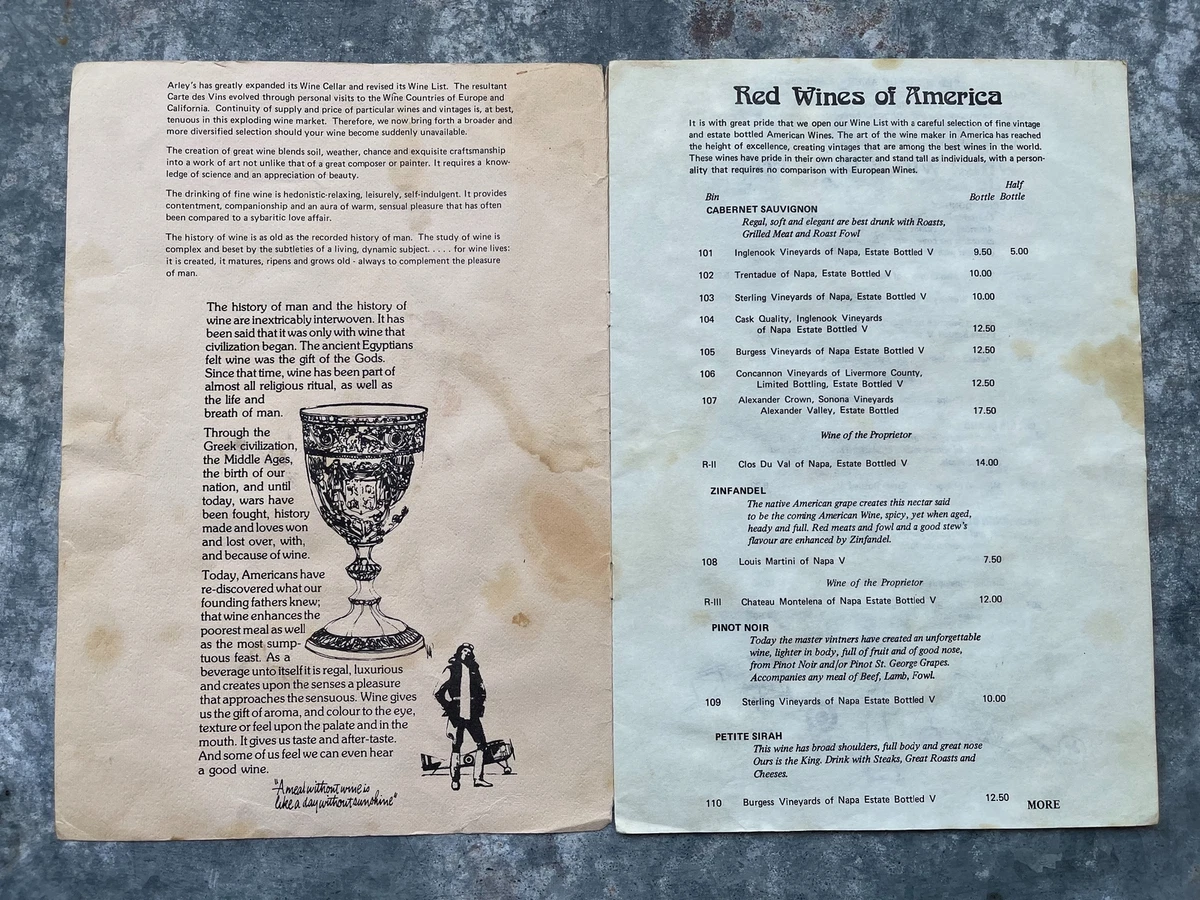 Arley's has greatly expanded its Wine Cellar and revised its Wine List. The resultant
Carte des Vins evolved through personal visits to the Wine Countries of Europe and
California. Continuity of supply and price of particular wines and vintages is, at best,
tenuous in this exploding wine market. Therefore, we now bring forth a broader and
more diversified selection should your wine become suddenly unavailable.
The creation of great wine blends soil, weather, chance and exquisite craftsmanship
into a work of art not unlike that of a great composer or painter. It requires a know-
ledge of science and an appreciation of beauty.
The drinking of fine wine is hedonistic-relaxing, leisurely, self-indulgent. It provides
contentment, companionship and an aura of warm, sensual pleasure that has often
been compared to a sybaritic love affair.
The history of wine is as old as the recorded history of man. The study of wine is
complex and beset by the subtleties of a living, dynamic subject. . . . . for wine lives:
it is created, it matures, ripens and grows old - always to complement the pleasure
of man.
The history of man and the history of
wine are inextricably interwoven. It has
been said that it was only with wine that
civilization began. The ancient Egyptians
felt wine was the gift of the Gods.
Since that time, wine has been part of
almost all religious ritual, as well as
the life and
breath of man.
Through the
Greek civilization,
the Middle Ages,
the birth of our
nation, and until
today, wars have
been fought, history
made and loves won
and lost over, with,
and because of wine.
Today, Americans have
re-discovered what our
founding fathers knew;
that wine enhances the
poorest meal as well
as the most sump-
tuous feast. As a
beverage unto itself it is regal, luxurious
and creates upon the senses a pleasure
that approaches the sensuous. Wine gives
us the gift of aroma, and colour to the eye,
texture or feel upon the palate and in the
mouth. It gives us taste and after-taste.
And some of us feel we can even hear
a good wine.
"A meal without wine is
like a day without sunshine"
Red Wines of America
It is with great pride that we open our Wine List with a careful selection of fine vintage
and estate bottled American Wines. The art of the wine maker in America has reached
the height of excellence, creating vintages that are among the best wines in the world.
These wines have pride in their own character and stand tall as individuals, with a person-
ality that requires no comparison with European Wines.
Half
Bin Bottle Bottle
CABERNET SAUVIGNON
Regal, soft and elegant are best drunk with Roasts,
Grilled Meat and Roast Fowl
101 Inglenook Vineyards of Napa, Estate Bottled V 9.50 5.00
102 Trentadue of Napa, Estate Bottled V 10.00
103 Sterling Vineyards of Napa, Estate Bottled V 10.00
104 Cask Quality, Inglenook Vineyards
of Napa Estate Bottled V 12.50
105 Burgess Vineyards of Napa Estate Bottled V 12.50
106 Concannon Vineyards of Livermore County,
Limited Bottling, Estate Bottled V 12.50
107 Alexander Crown, Sonona Vineyards
Alexander Valley, Estate Bottled 17.50
Wine of the Proprietor
R-II Clos Du Val of Napa, Estate Bottled V 14.00
ZINFANDEL
The native American grape creates this nectar said
to be the coming American Wine, spicy, yet when aged,
heady and full. Red meats and fowl and a good stew's
flavour are enhanced by Zinfandel.
108 Louis Martini of Napa V 7.50
Wine of the Proprietor
R-III Chateau Montelena of Napa Estate Bottled V 12.00
PINOT NOIR
Today the master vintners have created an unforgettable
wine, lighter in body, full of fruit and of good nose,
from Pinot Noir and/or Pinot St. George Grapes.
Accompanies any meal of Beef, Lamb, Fowl.
109 Sterling Vineyards of Napa Estate Bottled V 10.00
PETITE SIRAH
This wine has broad shoulders, full body and great nose
Ours is the King. Drink with Steaks, Great Roasts and
Cheeses.
110 Burgess Vineyards of Napa Estate Bottled V 12.50 MORE